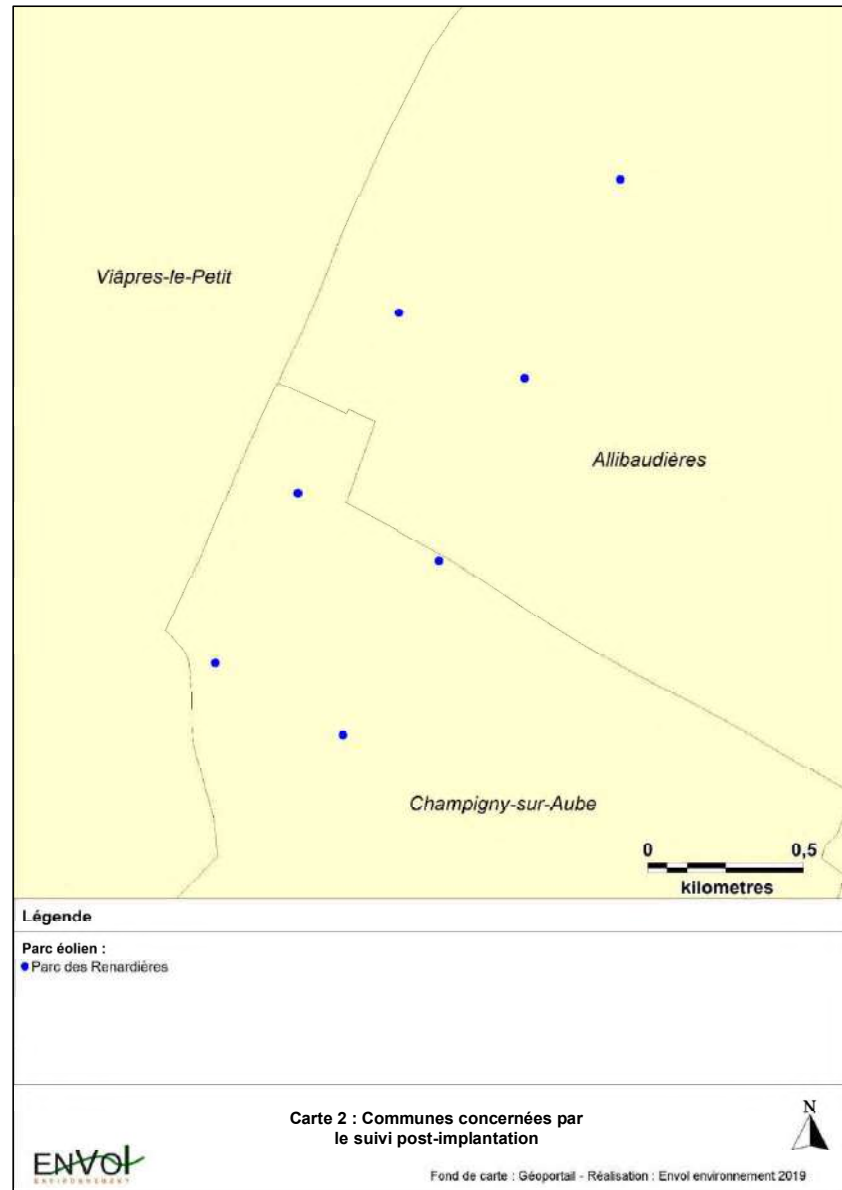 Viâpres-le-Petit
Allibaudières
Champigny-sur-Aube
0 0,5
kilometres
Légende
Parc éolien :
Parc des Renardières
Carte 2 : Communes concernées par
le suivi post-implantation
N
ENVOL
ENVIRONNEMENT
Fond de carte : Géoportail - Réalisation : Envol environnement 2019